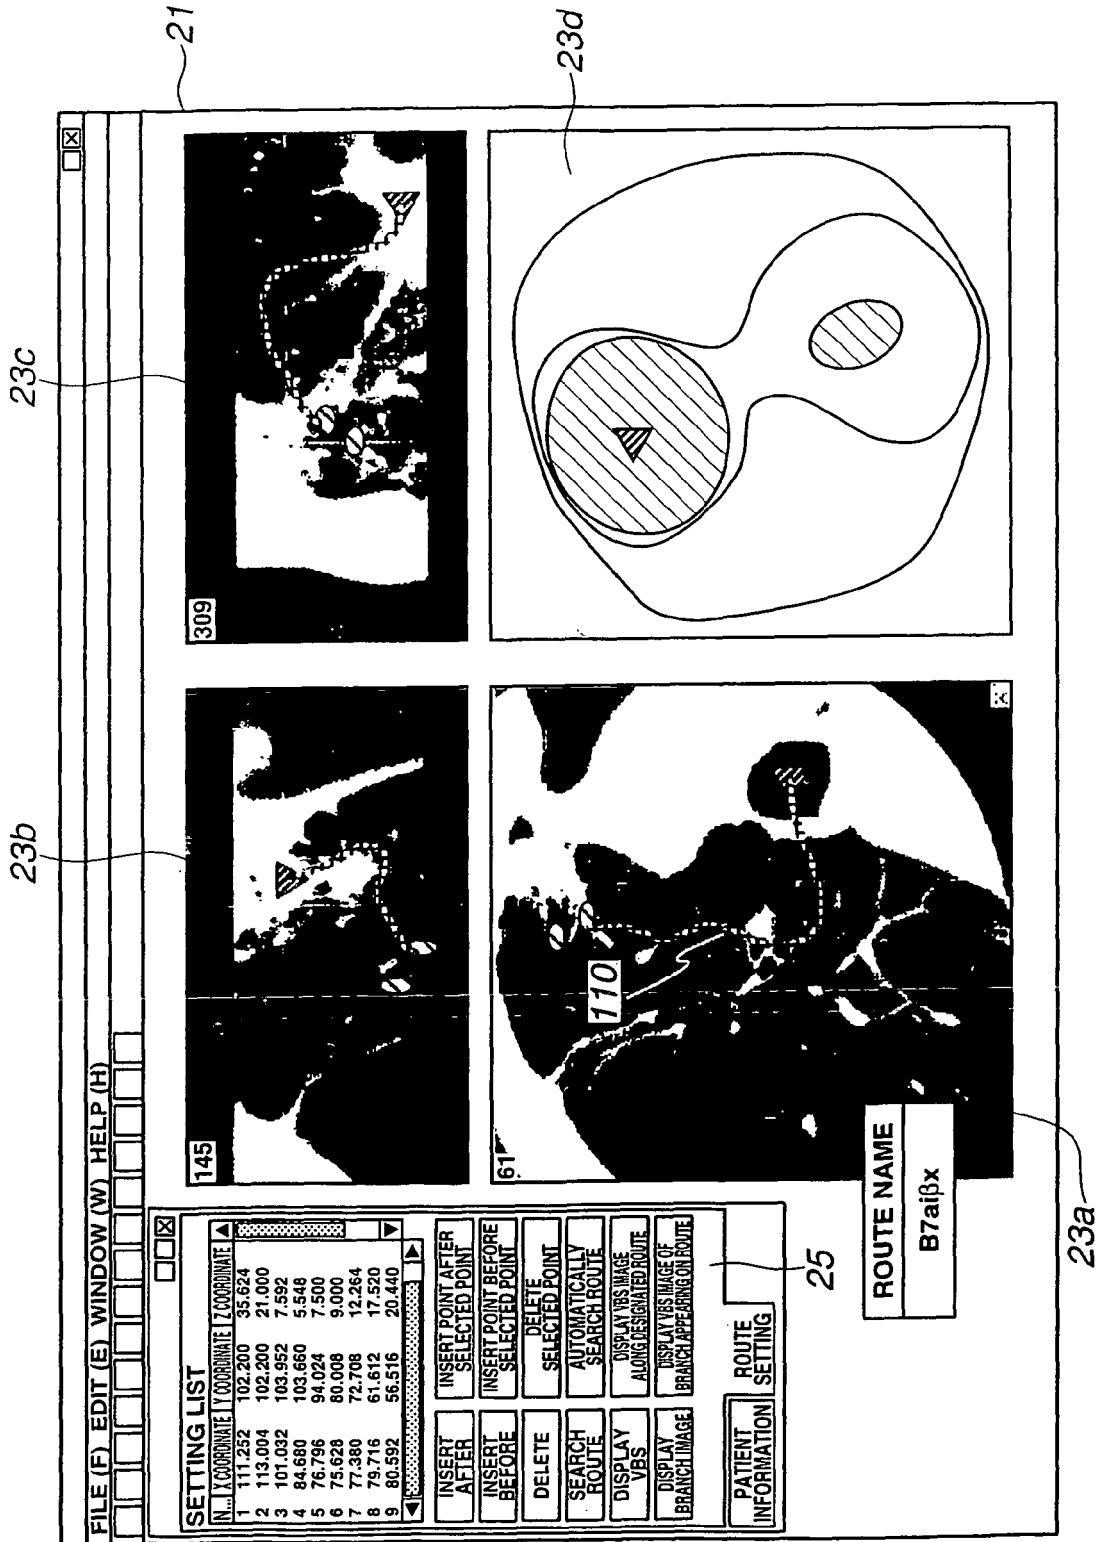 21
23c
23b
23d
FILE (F) EDIT (E) WINDOW (W) HELP (H)
SETTING LIST
N... X COORDINATE Y COORDINATE Z COORDINATE
1 111.252 102.200 35.624
2 113.004 102.200 21.000
3 101.032 103.952 7.592
4 84.680 103.660 5.548
5 76.796 94.024 7.500
6 75.628 80.008 9.000
7 77.380 72.708 12.264
8 79.716 61.612 17.520
9 80.592 56.516 20.440
INSERT AFTER
INSERT POINT AFTER SELECTED POINT
INSERT BEFORE
INSERT POINT BEFORE SELECTED POINT
DELETE
DELETE SELECTED POINT
SEARCH ROUTE
AUTOMATICALLY SEARCH ROUTE
DISPLAY VBS
DISPLAY VBS IMAGE ALONG DESIGNATED ROUTE
DISPLAY BRANCH IMAGE
DISPLAY VBS IMAGE OF BRANCH APPEARING ON ROUTE
PATIENT INFORMATION
ROUTE SETTING
25
145
309
61
110
ROUTE NAME
B7aiβx
23a